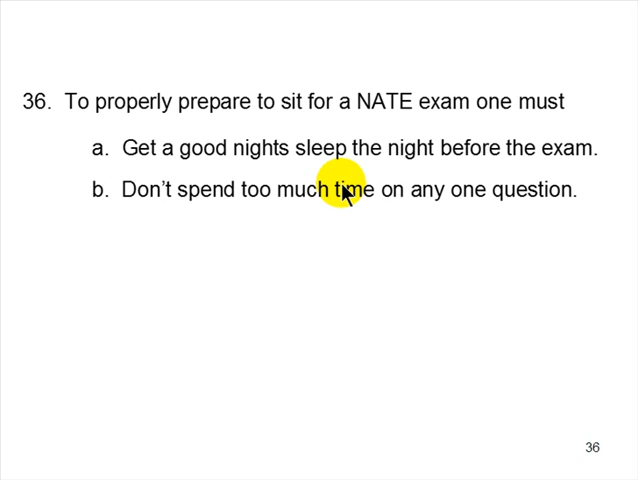 36. To properly prepare to sit for a NATE exam one must
a. Get a good nights sleep the night before the exam.
b. Don’t spend too much time on any one question.
36